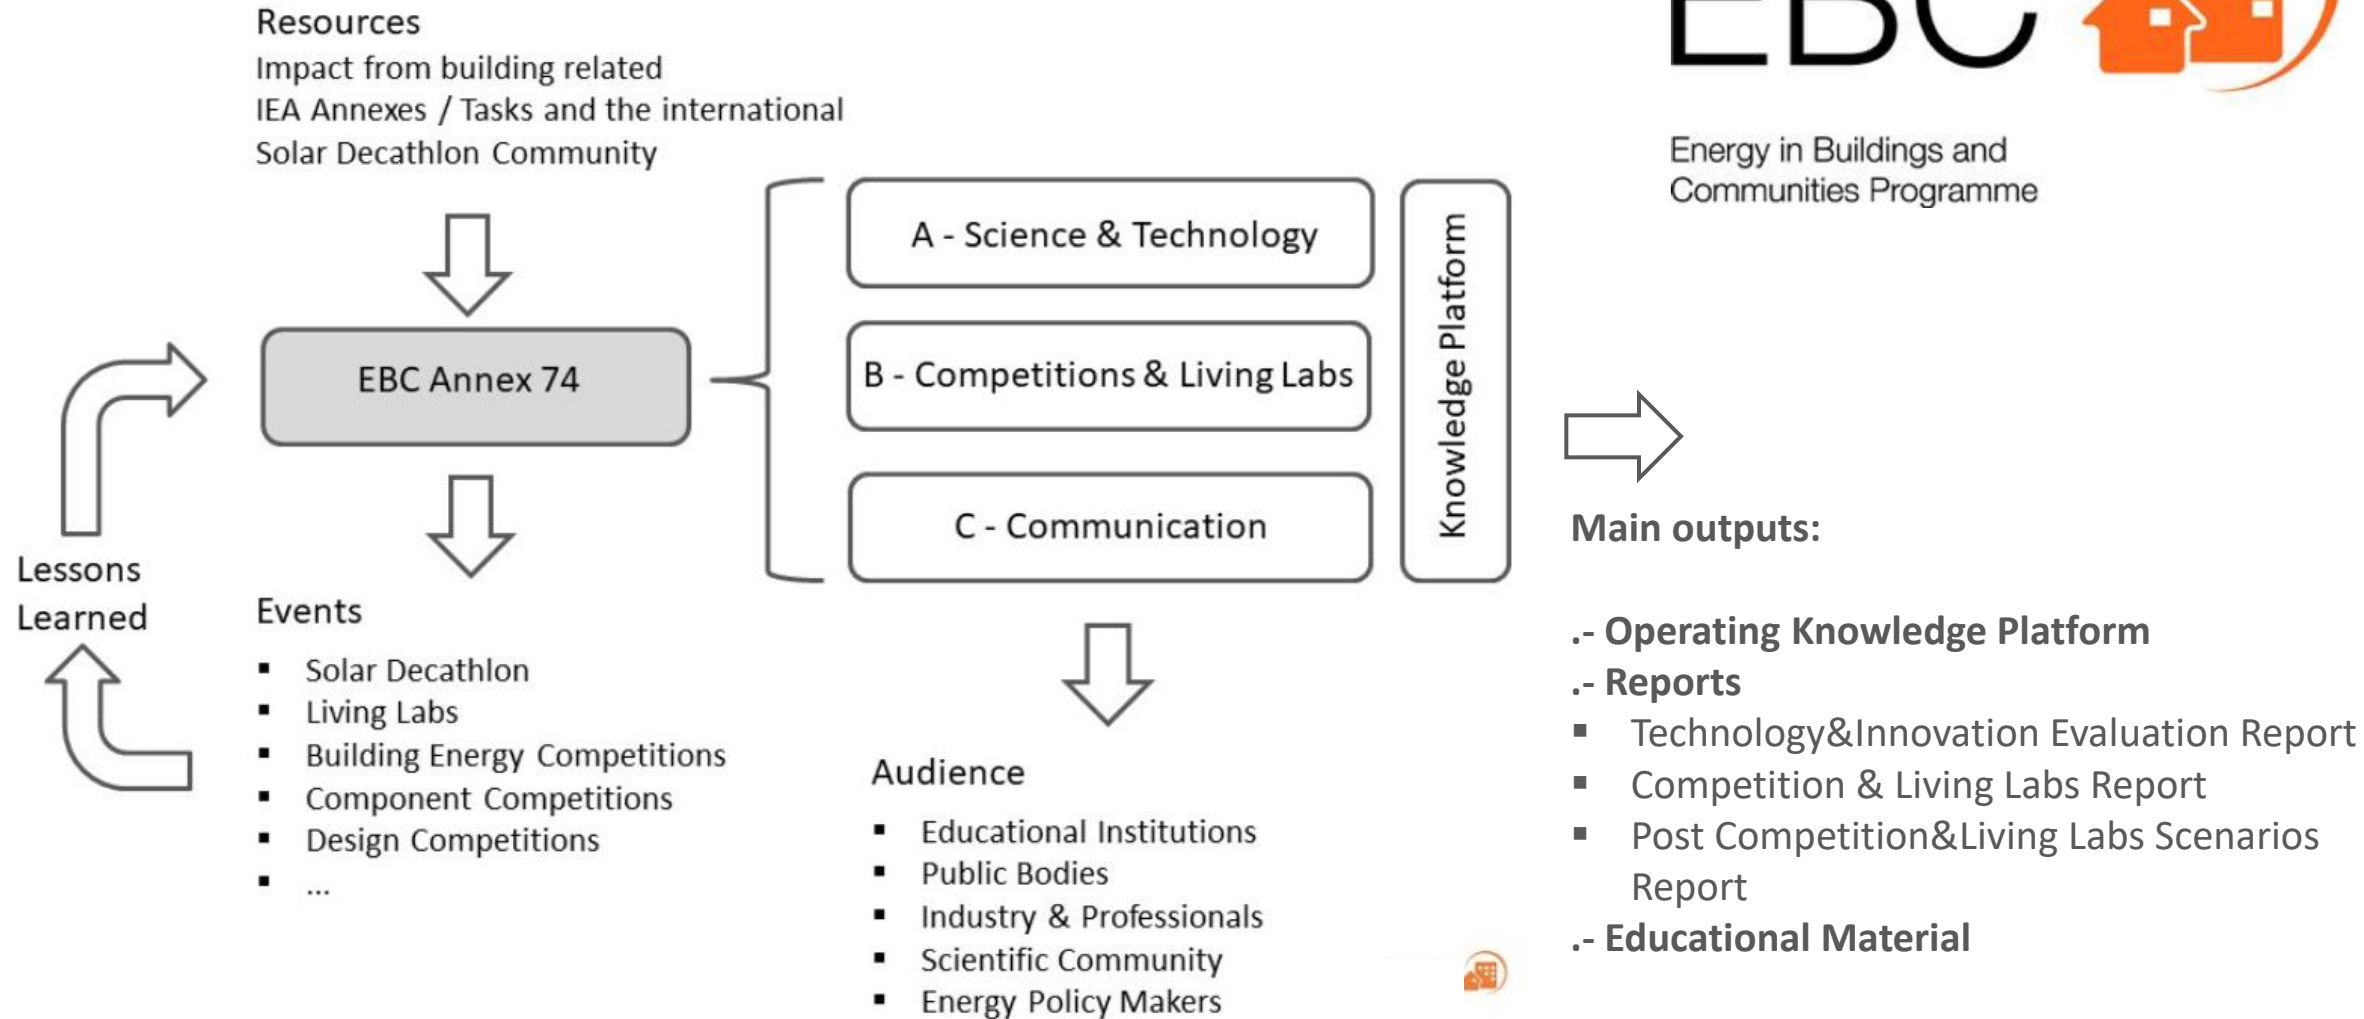 Resources
Impact from building related
IEA Annexes / Tasks and the international
Solar Decathlon Community
EBC Annex 74
Lessons
Learned
Events
▪ Solar Decathlon
▪ Living Labs
▪ Building Energy Competitions
▪ Component Competitions
▪ Design Competitions
▪ ...
A - Science & Technology
B - Competitions & Living Labs
C - Communication
Knowledge Platform
Audience
▪ Educational Institutions
▪ Public Bodies
▪ Industry & Professionals
▪ Scientific Community
▪ Energy Policy Makers
EBC
Energy in Buildings and
Communities Programme
Main outputs:
.- Operating Knowledge Platform
.- Reports
▪ Technology&Innovation Evaluation Report
▪ Competition & Living Labs Report
▪ Post Competition&Living Labs Scenarios
Report
.- Educational Material